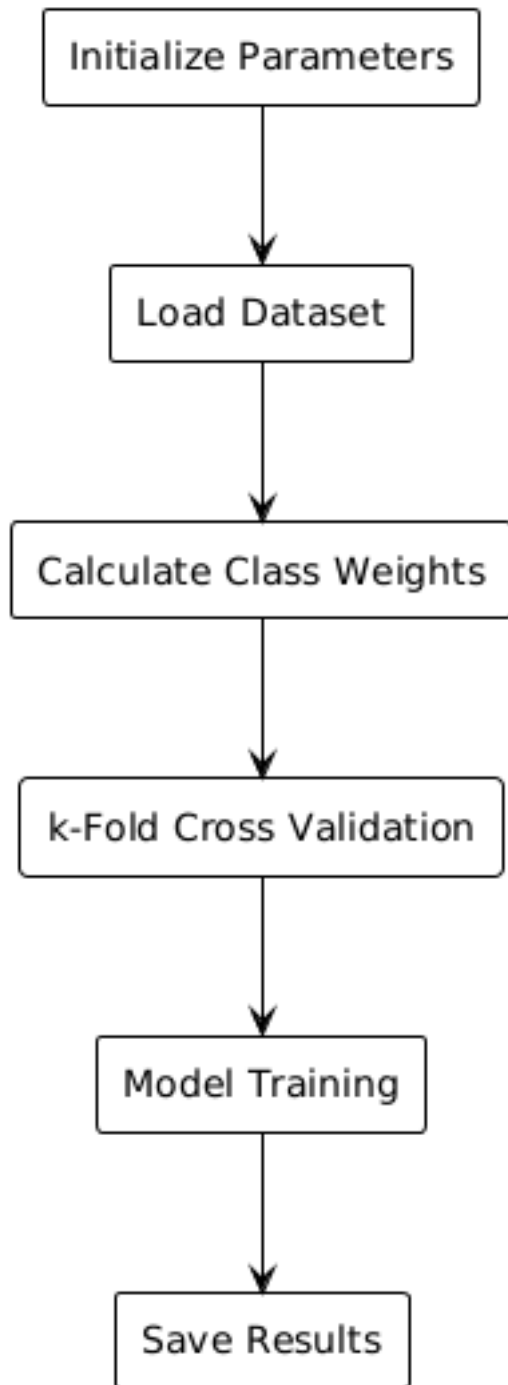 Initialize Parameters
Load Dataset
Calculate Class Weights
k-Fold Cross Validation
Model Training
Save Results